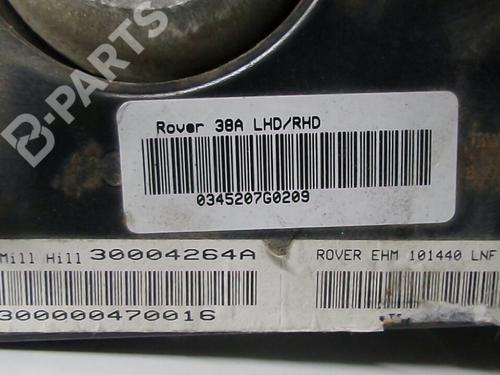 B-PARTS
Rover 38A LHD/RHD
0345207G0209
Mill Hill 30004264A
ROVER EHM 101440 LNF
300000470016